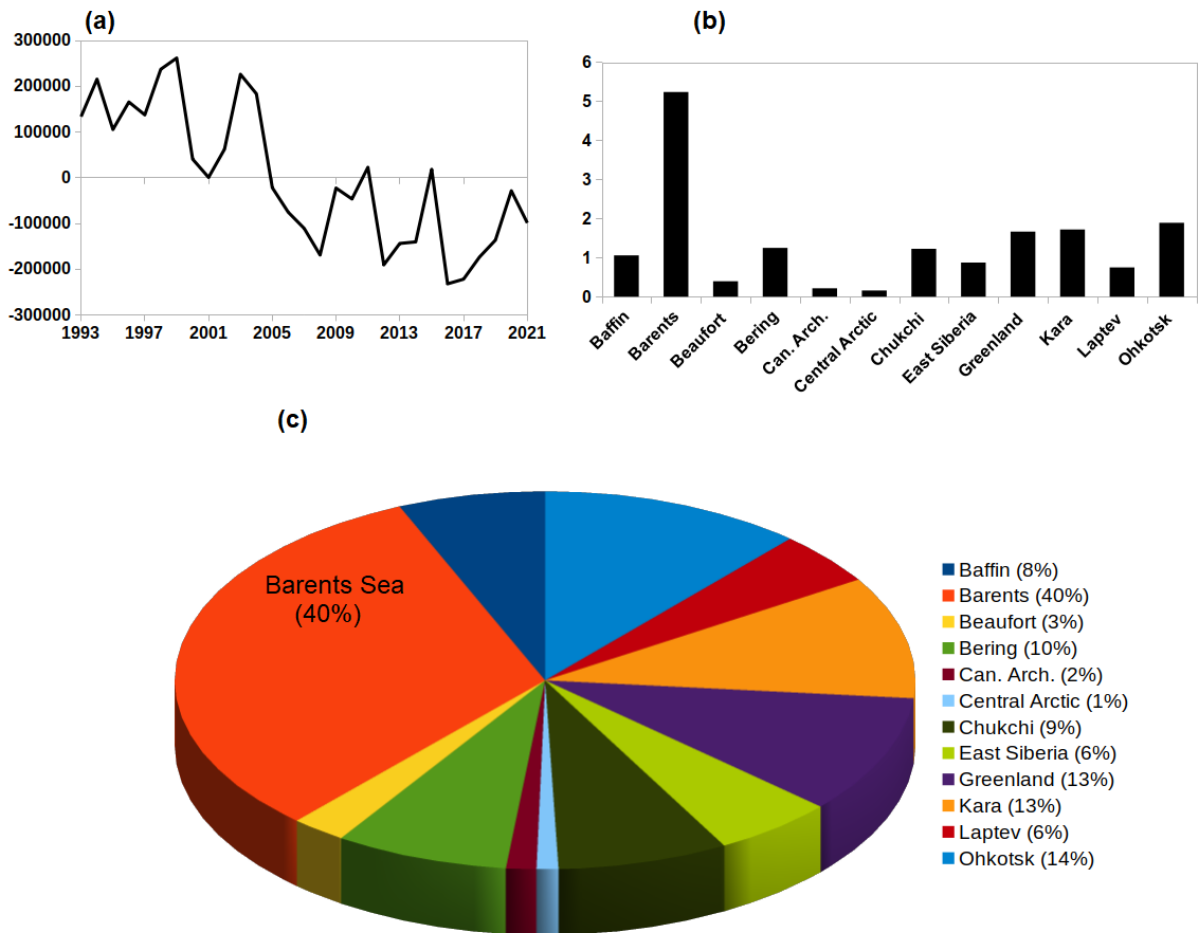 (a)
300000
200000
100000
0
-100000
-200000
-300000
1993 1997 2001 2005 2009 2013 2017 2021
(b)
6
5
4
3
2
1
0
Baffin
Barents
Beaufort
Bering
Can. Arch.
Central Arctic
Chukchi
East Siberia
Greenland
Kara
Laptev
Ohkotsk
(c)
Barents Sea
(40%)
Baffin (8%)
Barents (40%)
Beaufort (3%)
Bering (10%)
Can. Arch. (2%)
Central Arctic (1%)
Chukchi (9%)
East Siberia (6%)
Greenland (13%)
Kara (13%)
Laptev (6%)
Ohkotsk (14%)